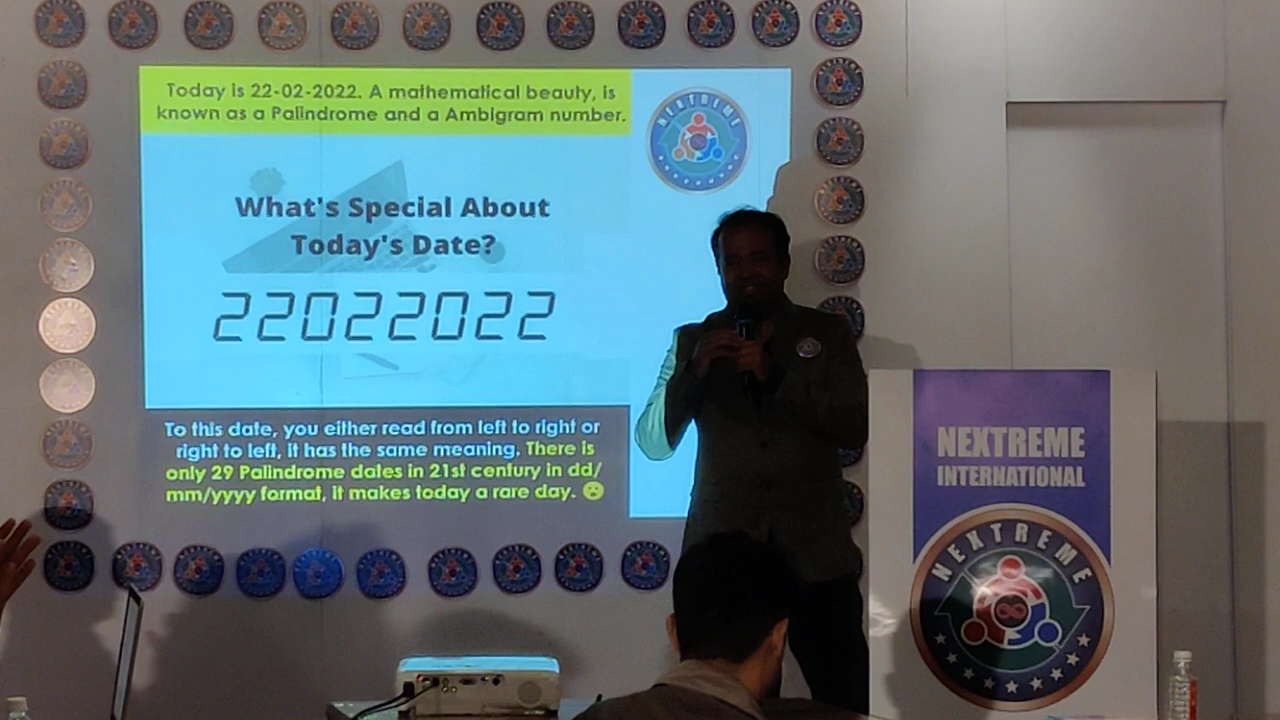 Today is 22-02-2022. A mathematical beauty, is
known as a Palindrome and a Ambigram number.
NEXTREME
What's Special About
Today's Date?
22022022
To this date, you either read from left to right or
right to left, it has the same meaning. There is
only 29 Palindrome dates in 21st century in dd/
mm/yyyy format, it makes today a rare day. 😮
NEXTREME
INTERNATIONAL
NEXTREME